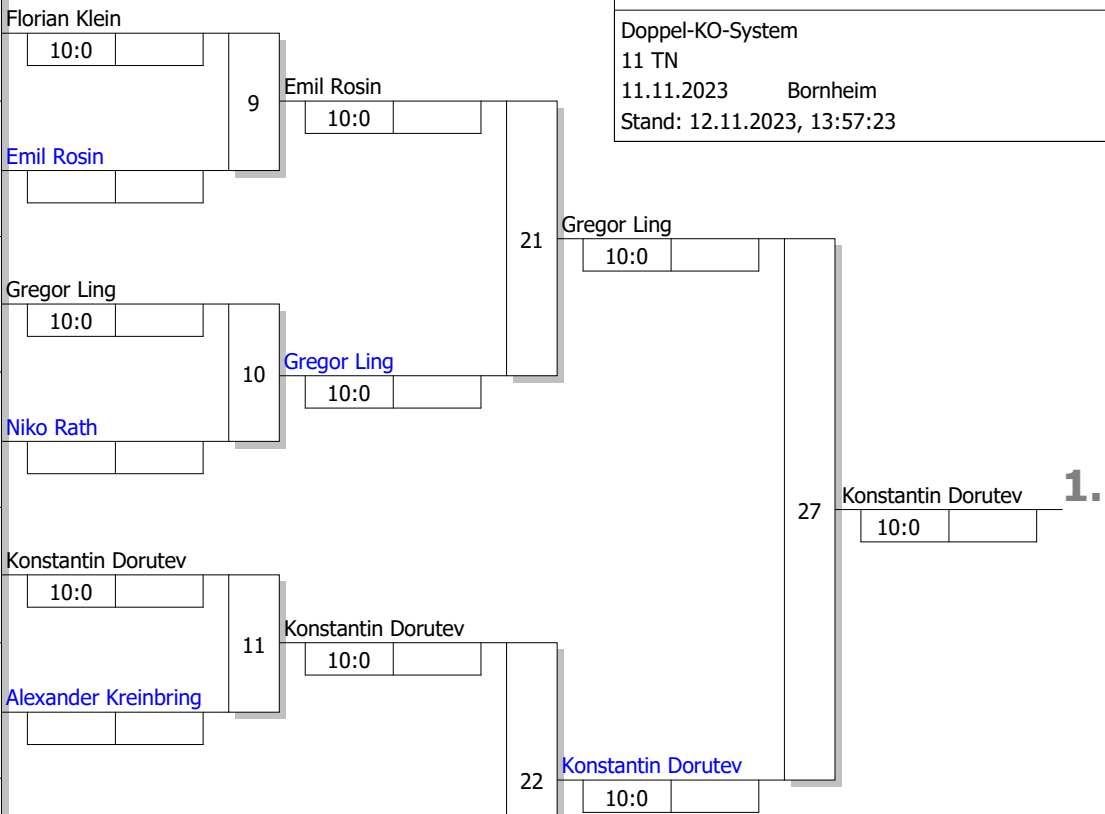 Florian Klein
10:0
9
Emil Rosin
Emil Rosin
10:0
Doppel-KO-System
11 TN
11.11.2023 Bornheim
Stand: 12.11.2023, 13:57:23
21
Gregor Ling
10:0
Gregor Ling
10:0
10
Niko Rath
Gregor Ling
10:0
27
Konstantin Dorutev 1.
10:0
Konstantin Dorutev
10:0
11
Alexander Kreinbring
Konstantin Dorutev
10:0
22
Konstantin Dorutev
10:0